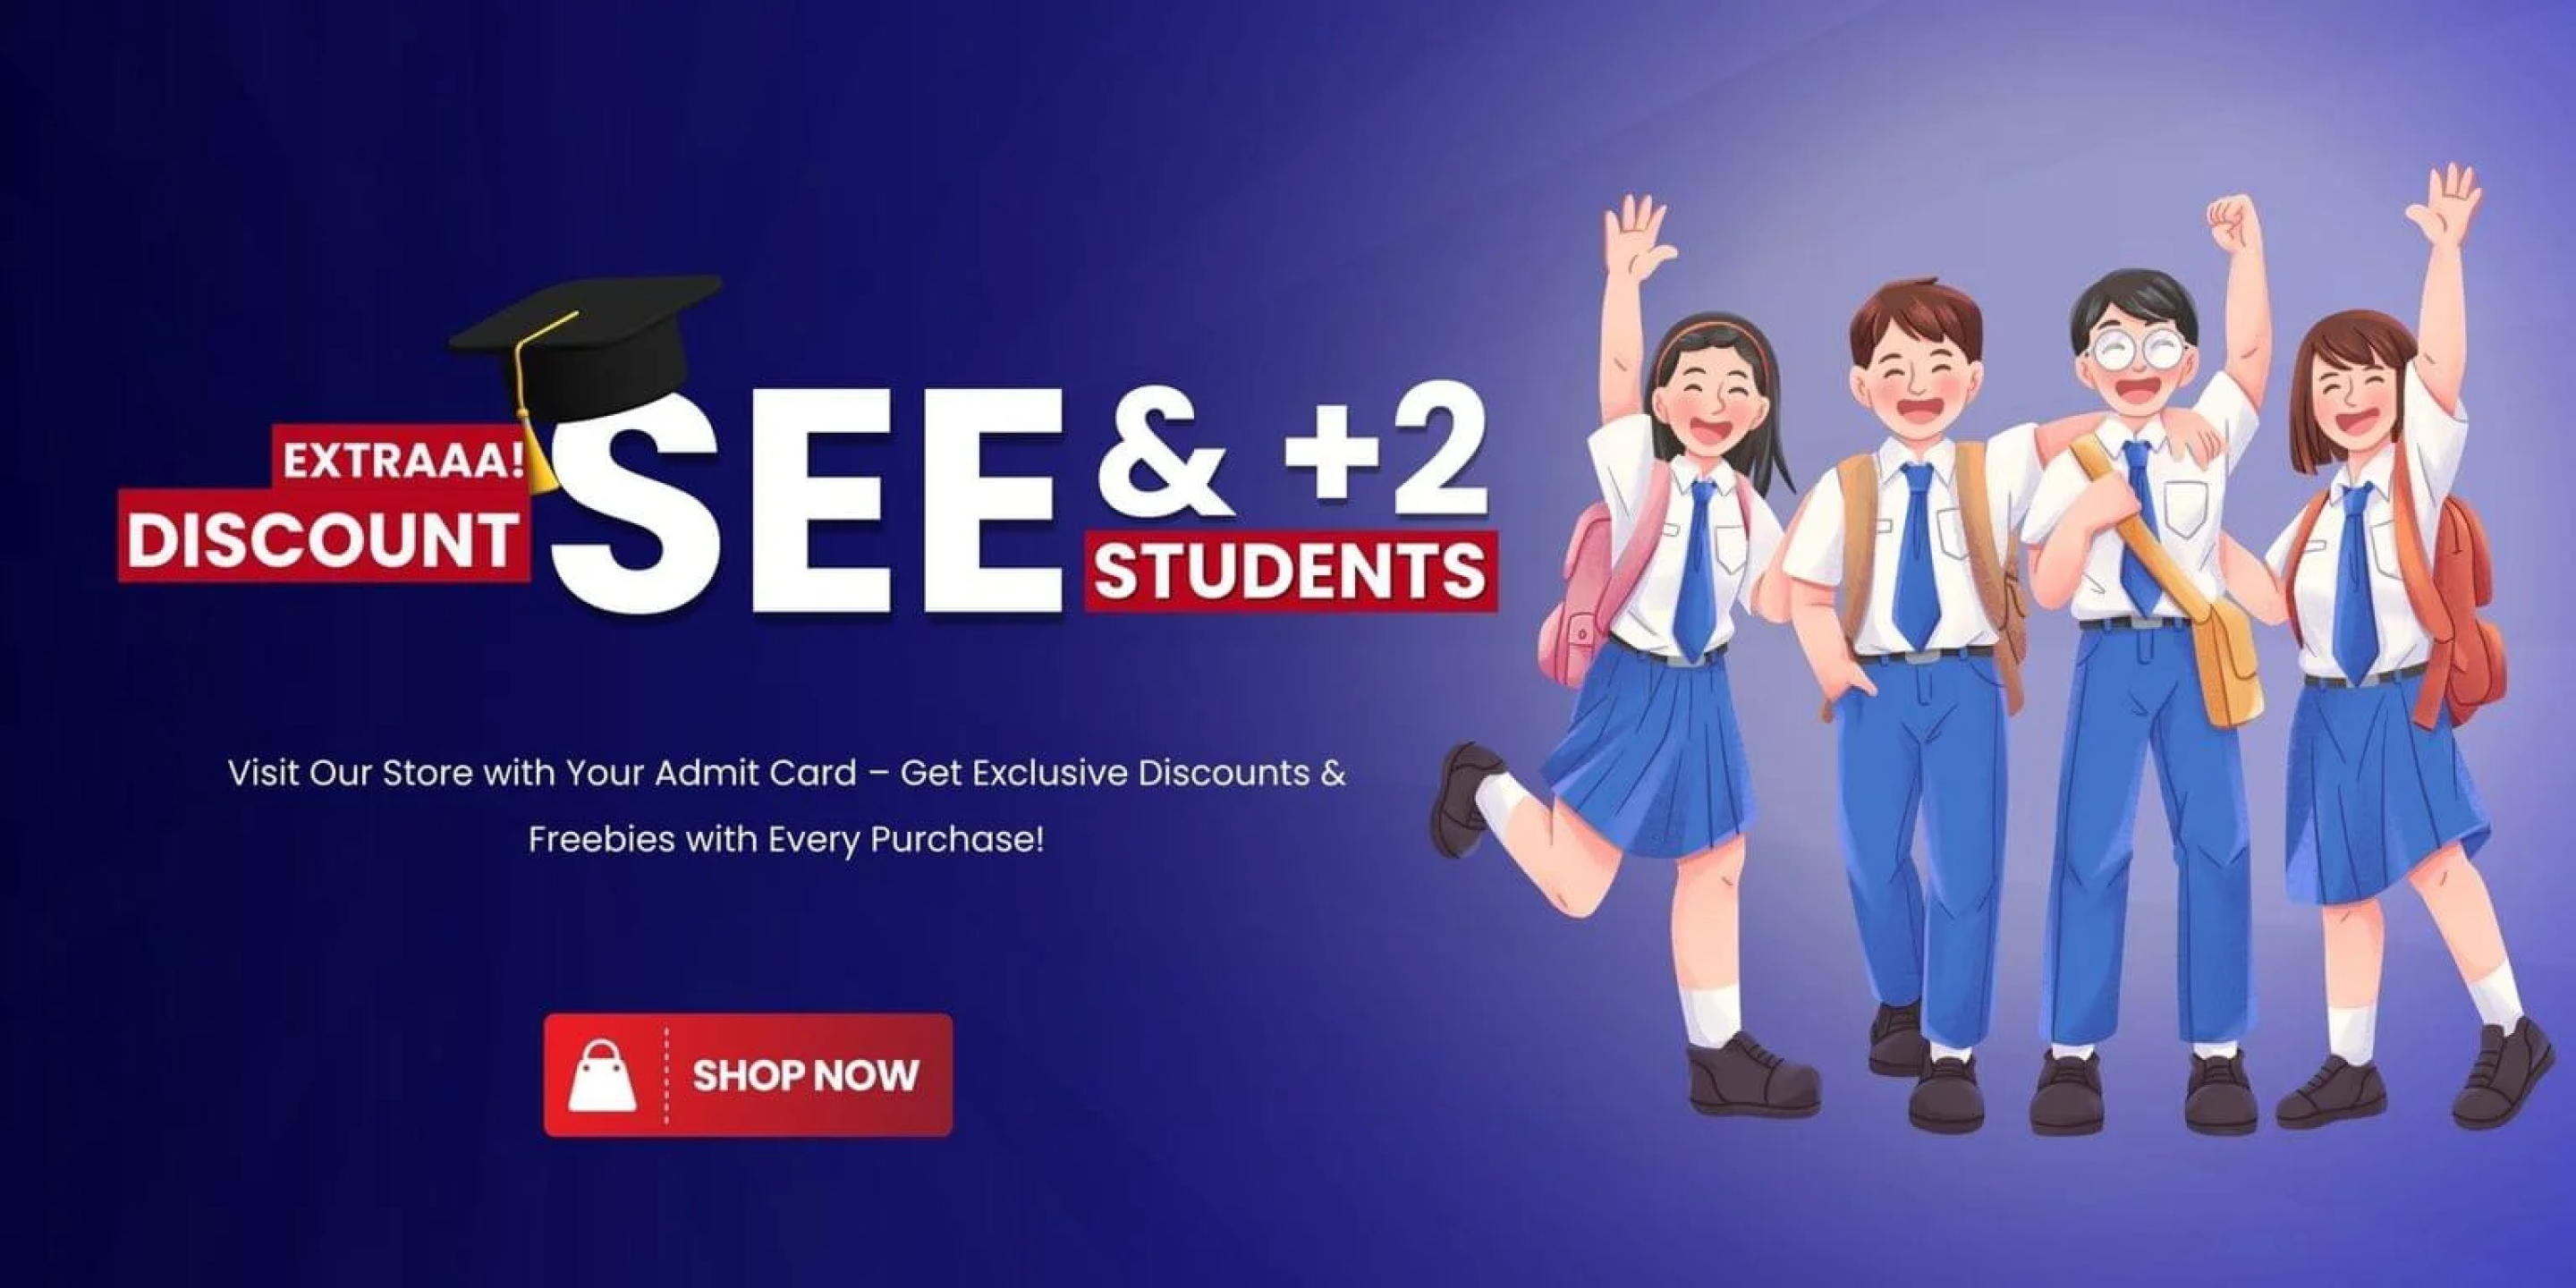 EXTRAAA!
DISCOUNT
SEE
& +2
STUDENTS
Visit Our Store with Your Admit Card – Get Exclusive Discounts &
Freebies with Every Purchase!
SHOP NOW